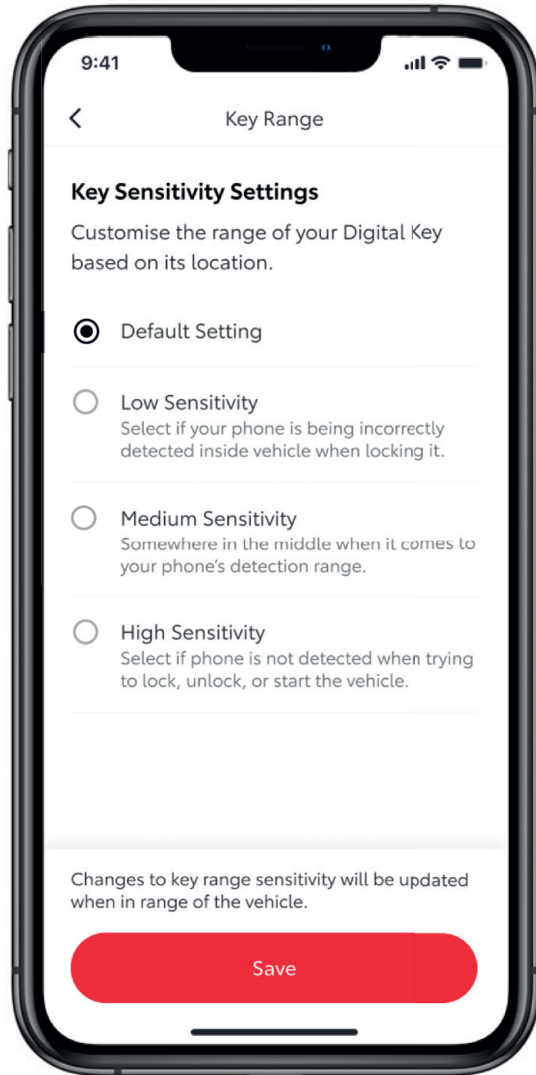 9:41
Key Range
Key Sensitivity Settings
Customise the range of your Digital Key
based on its location.
Default Setting
Low Sensitivity
Select if your phone is being incorrectly
detected inside vehicle when locking it.
Medium Sensitivity
Somewhere in the middle when it comes to
your phone's detection range.
High Sensitivity
Select if phone is not detected when trying
to lock, unlock, or start the vehicle.
Changes to key range sensitivity will be updated
when in range of the vehicle.
Save